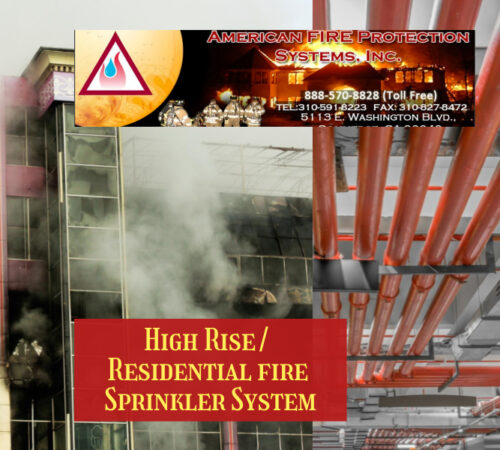 American FIRE Protection
Systems, Inc.
888-570-8828 (Toll Free)
TEL:310-591-8223 FAX: 310-827-8472
5113 E. Washington Blvd.,
High Rise /
Residential fire
Sprinkler System